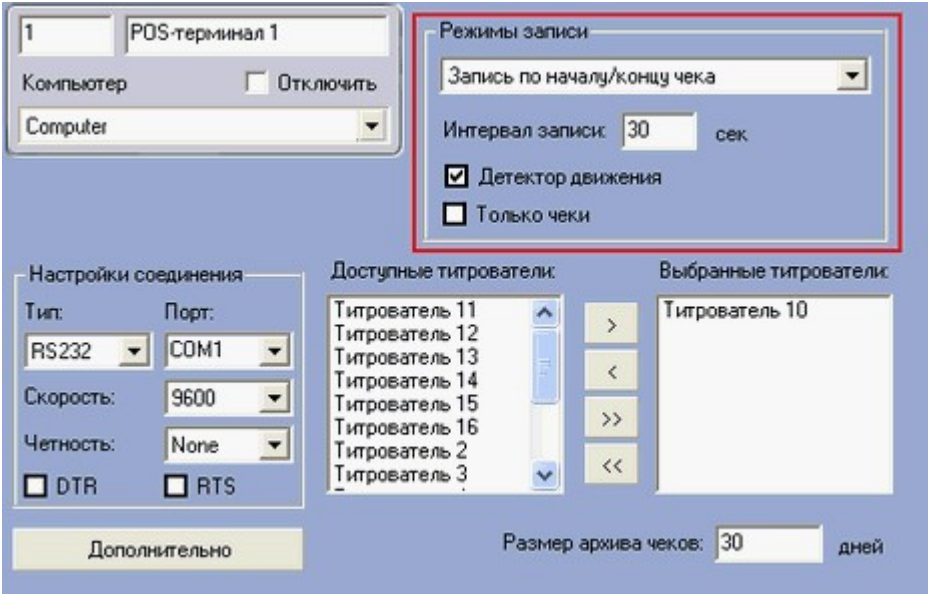 1
POS-терминал 1
Компьютер
Отключить
Computer
Режимы записи
Запись по началу/концу чека
Интервал записи: 30 сек
Детектор движения
Только чеки
Настройки соединения
Тип: Порт:
RS232 COM1
Скорость: 9600
Четность: None
DTR RTS
Дополнительно
Доступные титрователи:
Титрователь 11
Титрователь 12
Титрователь 13
Титрователь 14
Титрователь 15
Титрователь 16
Титрователь 2
Титрователь 3
>
<
>>
<<
Выбранные титрователи:
Титрователь 10
Размер архива чеков: 30 дней